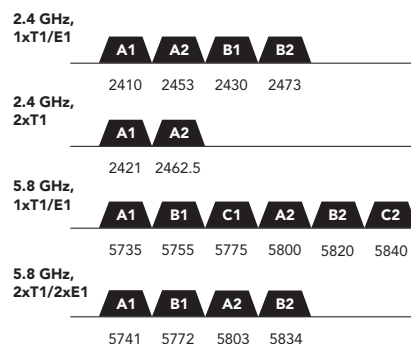 2.4 GHz,
1xT1/E1
A1 A2 B1 B2
2410 2453 2430 2473
2.4 GHz,
2xT1
A1 A2
2421 2462.5
5.8 GHz,
1xT1/E1
A1 B1 C1 A2 B2 C2
5735 5755 5775 5800 5820 5840
5.8 GHz,
2xT1/2xE1
A1 B1 A2 B2
5741 5772 5803 5834